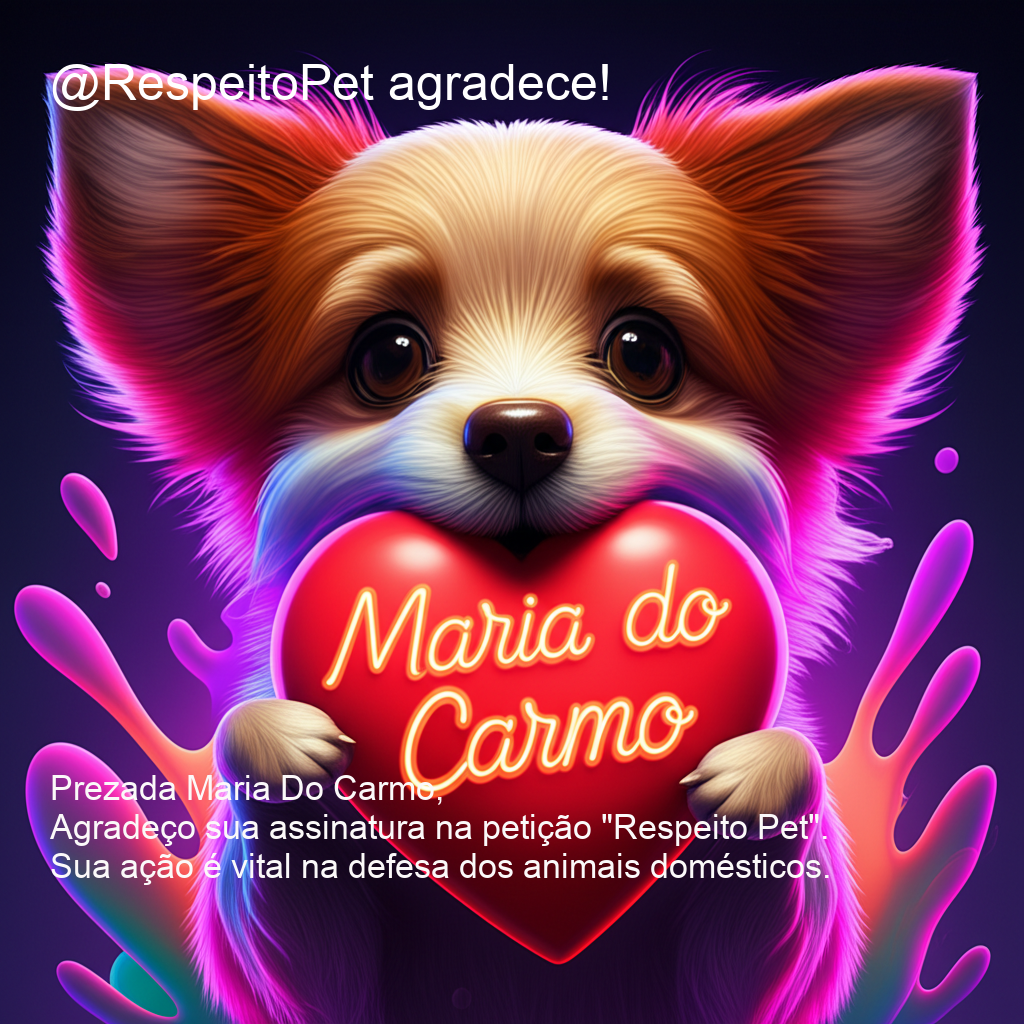 @RespeitoPet agradece!
Maria do
Carmo
Prezada Maria Do Carmo,
Agradeço sua assinatura na petição "Respeito Pet".
Sua ação é vital na defesa dos animais domésticos.